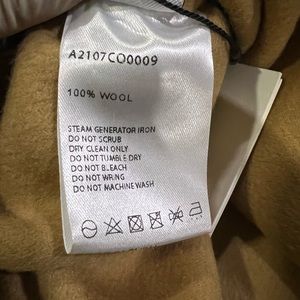 A2107CO0009
100% WOOL
STEAM GENERATOR IRON
DO NOT SCRUB
DRY CLEAN ONLY
DO NOT TUMBLE DRY
DO NOT BLEACH
DO NOT WRING
DO NOT MACHINE WASH